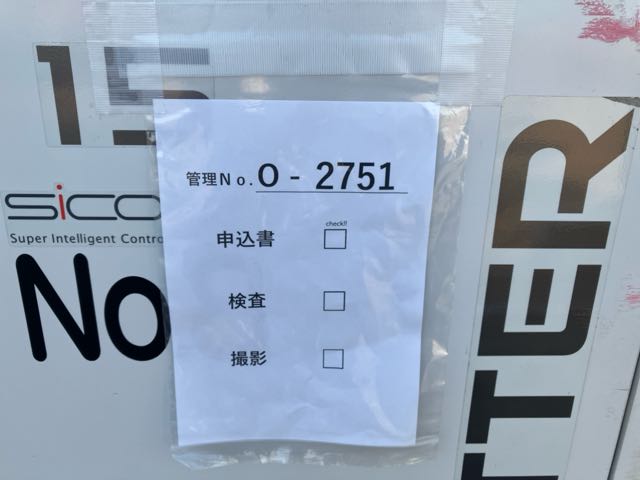 15
SiCO
Super Intelligent Contro
No
管理No. O - 2751
check!!
申込書
検査
撮影
TTER